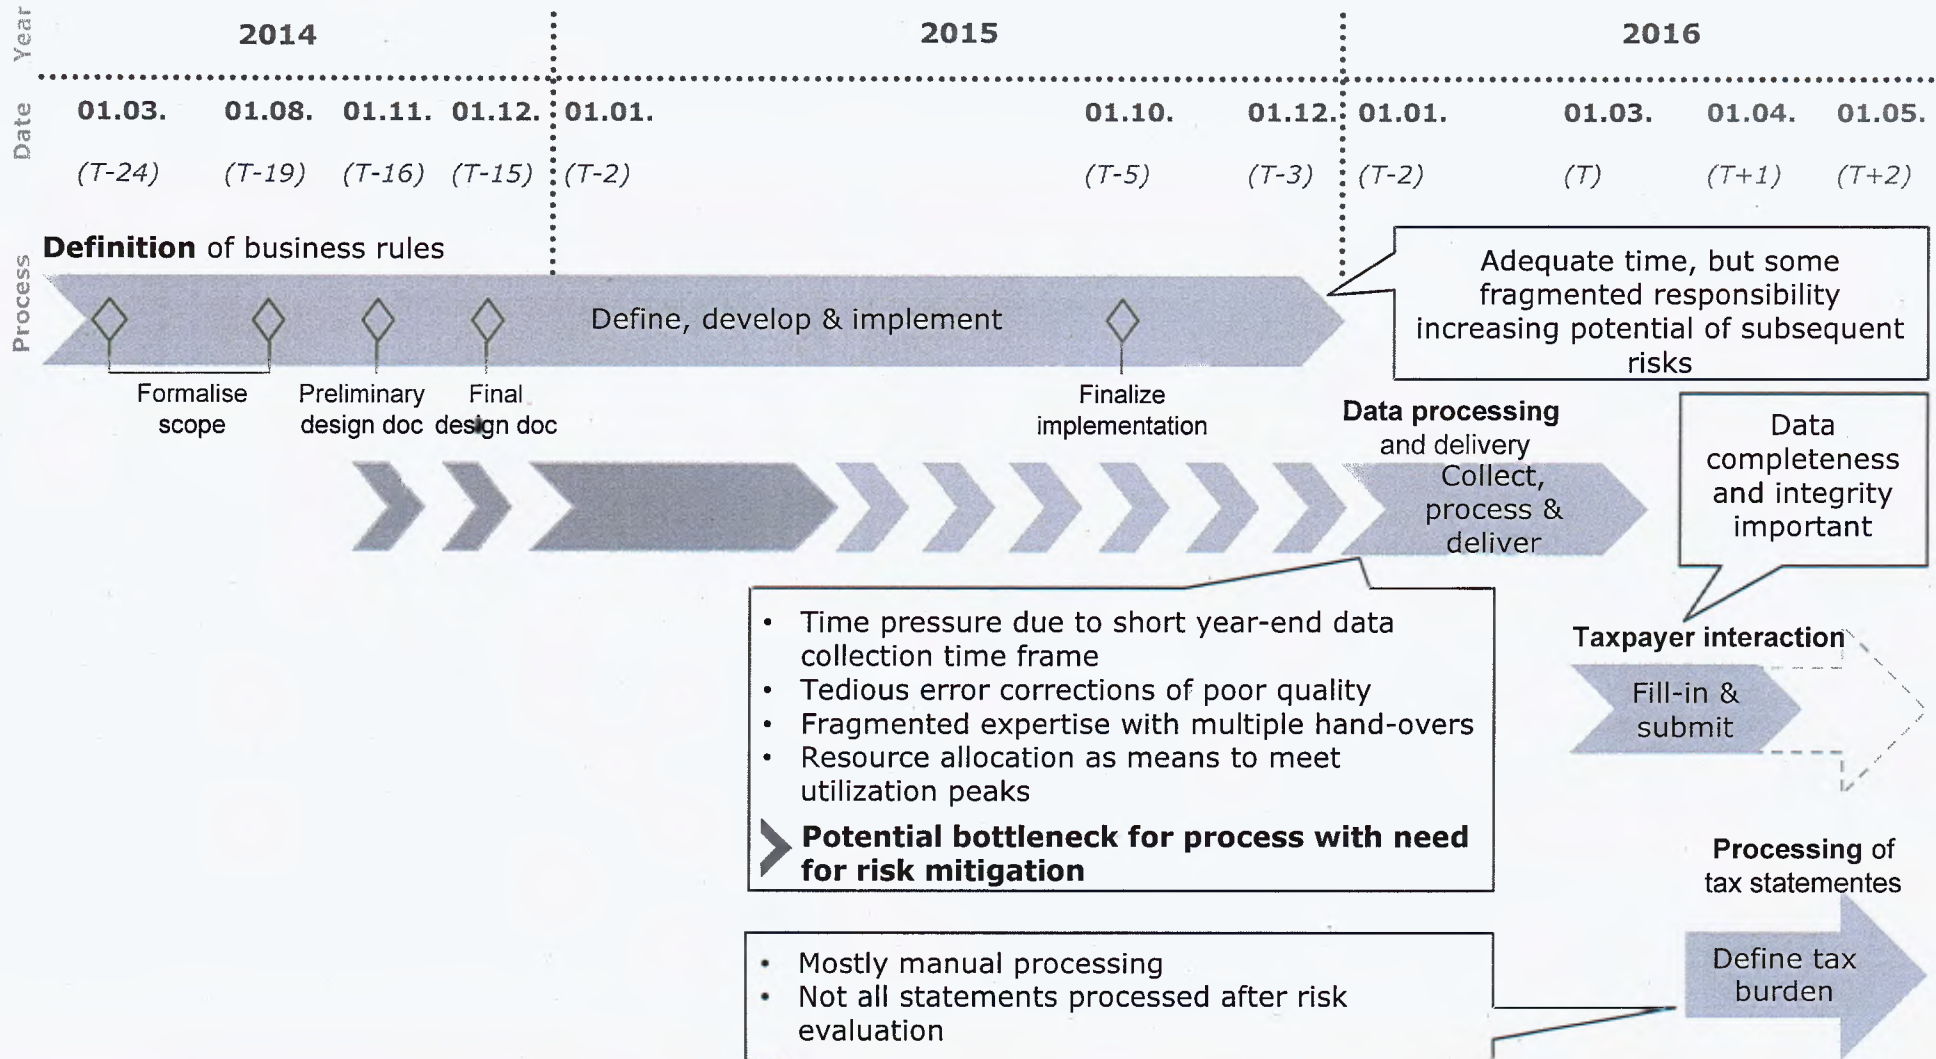 Year
2014
2015
2016
Date
01.03.
01.08.
01.11.
01.12.
01.01.
01.10.
01.12.
01.01.
01.03.
01.04.
01.05.
(T-24)
(T-19)
(T-16)
(T-15)
(T-2)
(T-5)
(T-3)
(T-2)
(T)
(T+1)
(T+2)
Process
Definition of business rules
Define, develop & implement
Adequate time, but some
fragmented responsibility
increasing potential of subsequent
risks
Formalise
scope
Preliminary
design doc
Final
design doc
Finalize
implementation
Data processing
and delivery
Collect,
process &
deliver
Data
completeness
and integrity
important
• Time pressure due to short year-end data
collection time frame
• Tedious error corrections of poor quality
• Fragmented expertise with multiple hand-overs
• Resource allocation as means to meet
utilization peaks
Potential bottleneck for process with need
for risk mitigation
Taxpayer interaction
Fill-in &
submit
Processing of
tax statementes
Define tax
burden
• Mostly manual processing
• Not all statements processed after risk
evaluation